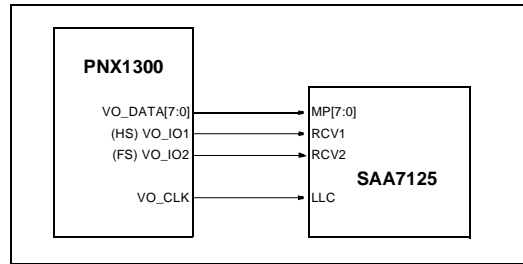 PNX1300
VO_DATA[7:0]
(HS) VO_IO1
(FS) VO_IO2
VO_CLK
MP[7:0]
RCV1
RCV2
LLC
SAA7125